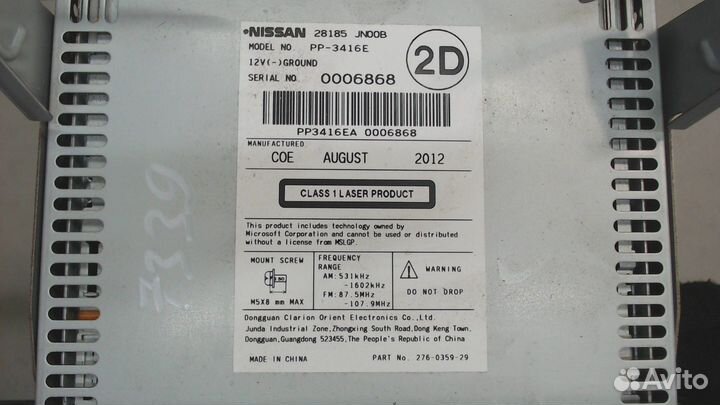 NISSAN 28185 JN00B
MODEL NO. PP-3416E
2D
12V(-)GROUND
SERIAL NO. 0006868
PP3416EA 0006868
MANUFACTURED
COE AUGUST 2012
CLASS 1 LASER PRODUCT
This product includes technology owned by
Microsoft Corporation and cannot be used or distributed
without a license from MSLGP.
MOUNT SCREW
M5X8 mm MAX
FREQUENCY
RANGE
AM: 531kHz
-1602kHz
FM: 87.5MHz
-107.9MHz
WARNING
DO NOT DROP
Dongguan Clarion Orient Electronics Co.,Ltd.
Junda Industrial Zone,Zhongxing South Road,Dong Keng Town,
Dongguan,Guangdong 523455,The People's Republic of China
MADE IN CHINA PART No. 276-0359-29
7339
Avito